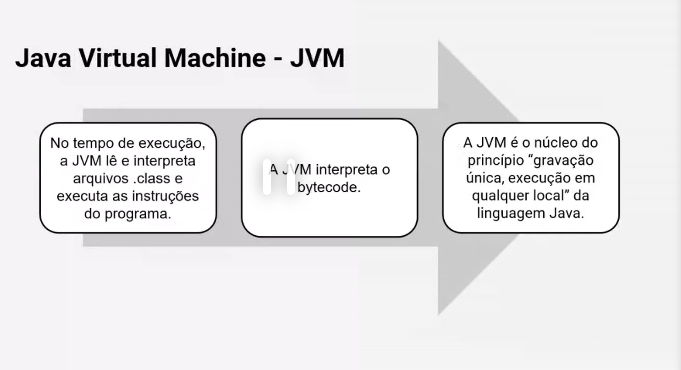 Java Virtual Machine - JVM
No tempo de execução,
a JVM lê e interpreta
arquivos .class e
executa as instruções
do programa.
A JVM interpreta o
bytecode.
A JVM é o núcleo do
princípio “gravação
única, execução em
qualquer local” da
linguagem Java.